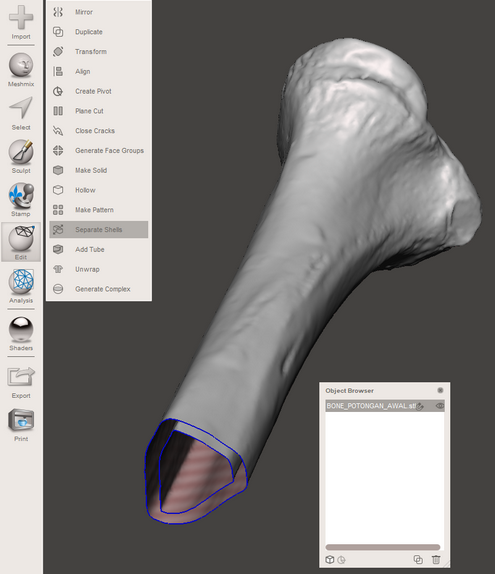 Import
Meshmix
Select
Sculpt
Stamp
Edit
Analysis
Shaders
Export
Print
Mirror
Duplicate
Transform
Align
Create Pivot
Plane Cut
Close Cracks
Generate Face Groups
Make Solid
Hollow
Make Pattern
Separate Shells
Add Tube
Unwrap
Generate Complex
Object Browser
BONE_POTONGAN_AWAL.stl